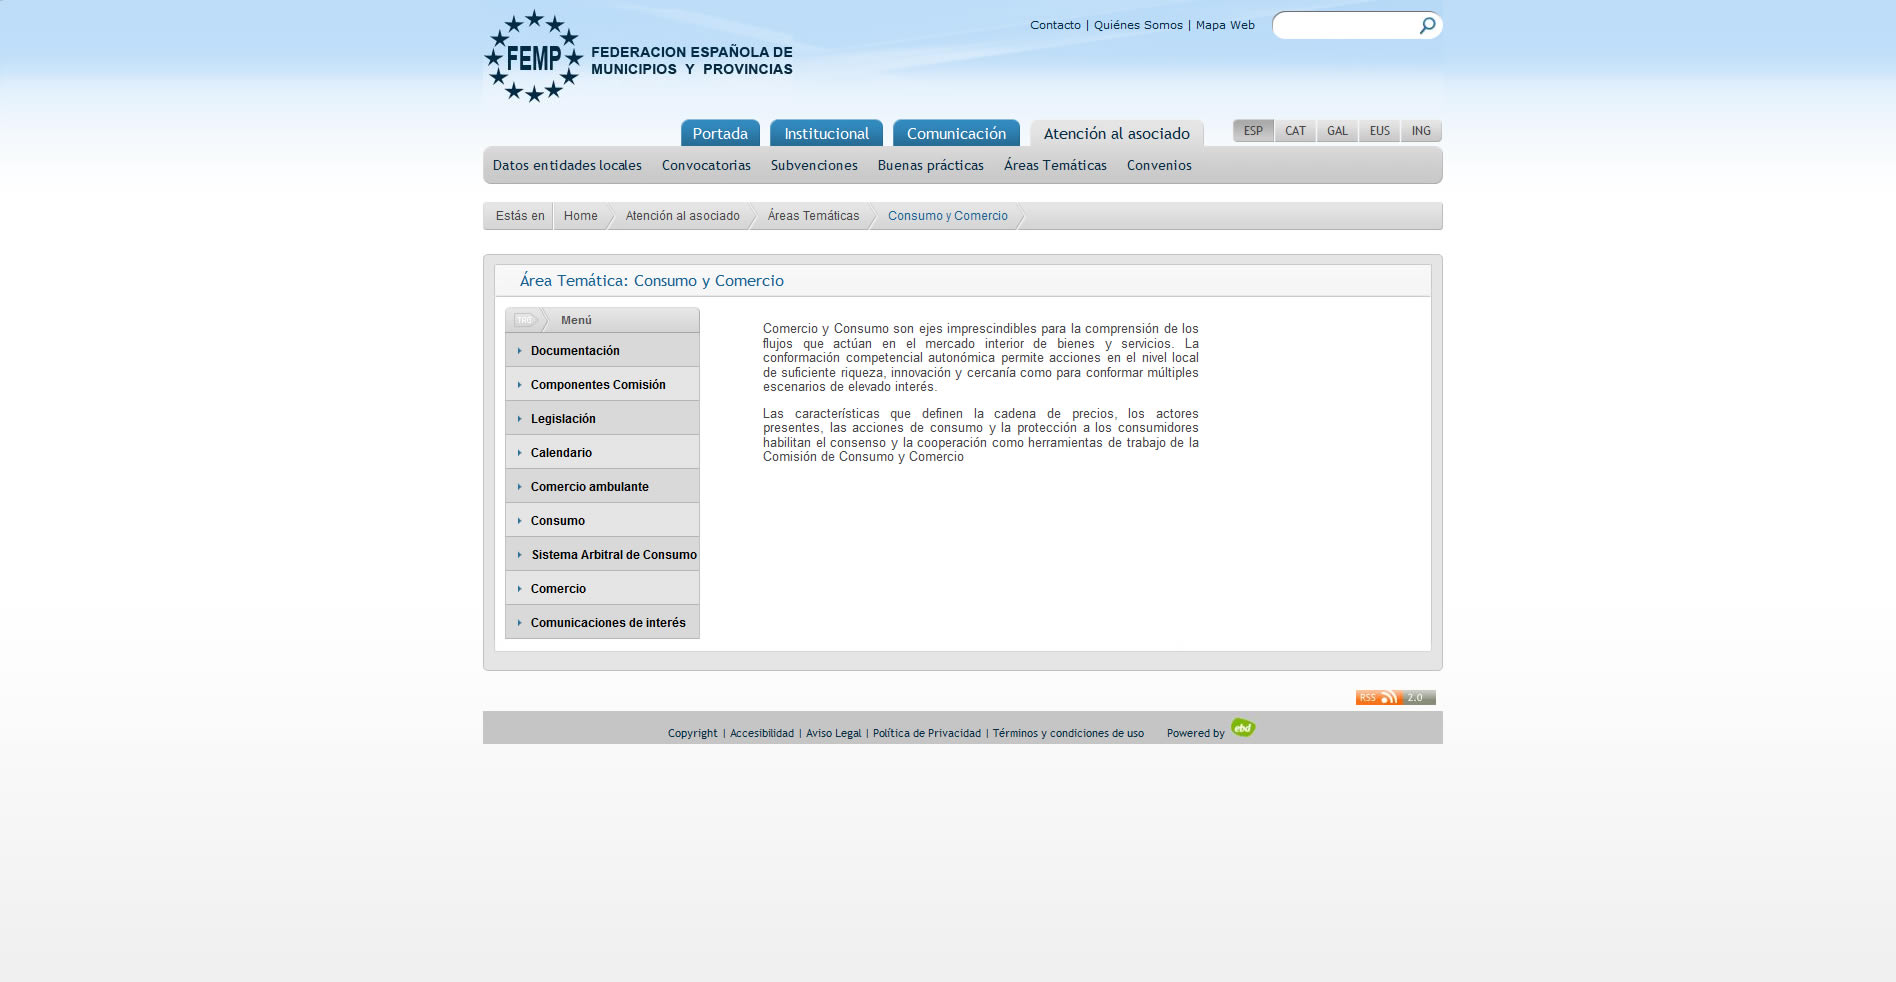 Contacto | Quiénes Somos | Mapa Web
FEMP
FEDERACION ESPAÑOLA DE
MUNICIPIOS Y PROVINCIAS
Portada Institucional Comunicación Atención al asociado
ESP CAT GAL EUS ING
Datos entidades locales Convocatorias Subvenciones Buenas prácticas Áreas Temáticas Convenios
Estás en Home Atención al asociado Áreas Temáticas Consumo y Comercio
Área Temática: Consumo y Comercio
TAG Menú
Documentación
Componentes Comisión
Legislación
Calendario
Comercio ambulante
Consumo
Sistema Arbitral de Consumo
Comercio
Comunicaciones de interés
Comercio y Consumo son ejes imprescindibles para la comprensión de los
flujos que actúan en el mercado interior de bienes y servicios. La
conformación competencial autonómica permite acciones en el nivel local
de suficiente riqueza, innovación y cercanía como para conformar múltiples
escenarios de elevado interés.
Las características que definen la cadena de precios, los actores
presentes, las acciones de consumo y la protección a los consumidores
habilitan el consenso y la cooperación como herramientas de trabajo de la
Comisión de Consumo y Comercio
RSS 2.0
Copyright | Accesibilidad | Aviso Legal | Política de Privacidad | Términos y condiciones de uso Powered by ebd